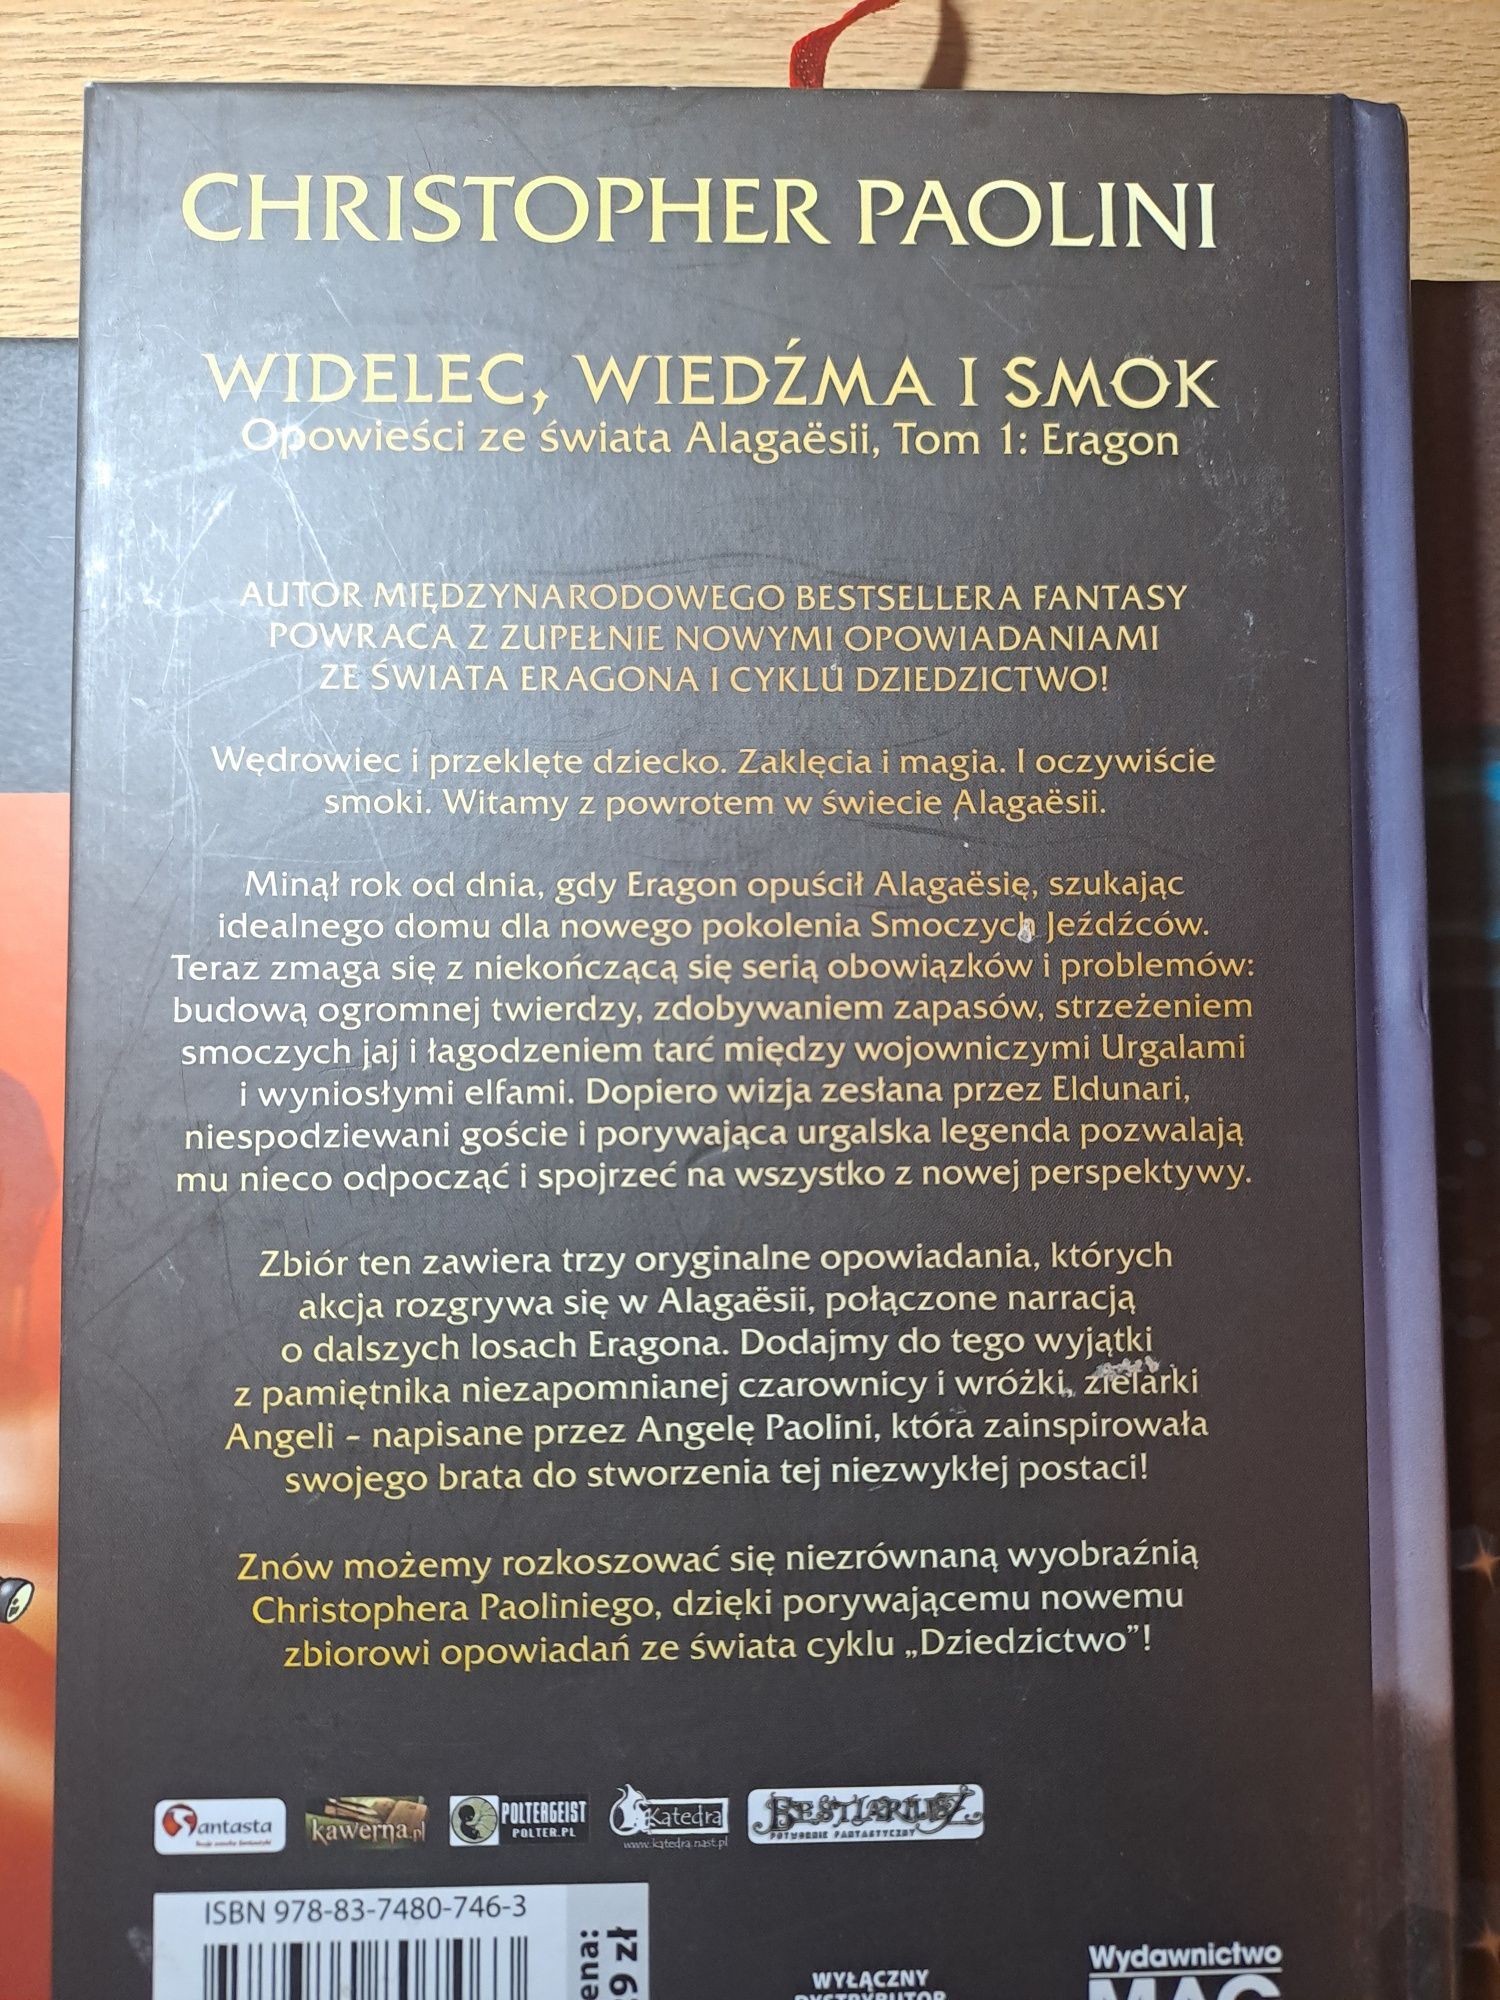 CHRISTOPHER PAOLINI
WIDELEC, WIEDŹMA I SMOK
Opowieści ze świata Alagaësii, Tom 1: Eragon
AUTOR MIĘDZYNARODOWEGO BESTSELLERA FANTASY
POWRACA Z ZUPEŁNIE NOWYMI OPOWIADANIAMI
ZE ŚWIATA ERAGONA I CYKLU DZIEDZICTWO!
Wędrowiec i przeklęte dziecko. Zaklęcia i magia. I oczywiście
smoki. Witamy z powrotem w świecie Alagaësii.
Minął rok od dnia, gdy Eragon opuścił Alagaësię, szukając
idealnego domu dla nowego pokolenia Smoczych Jeźdźców.
Teraz zmaga się z niekończącą się serią obowiązków i problemów:
budową ogromnej twierdzy, zdobywaniem zapasów, strzeżeniem
smoczych jaj i łagodzeniem tarć między wojowniczymi Urgalami
i wyniosłymi elfami. Dopiero wizja zesłana przez Eldunari,
niespodziewani goście i porywająca urgalska legenda pozwalają
mu nieco odpocząć i spojrzeć na wszystko z nowej perspektywy.
Zbiór ten zawiera trzy oryginalne opowiadania, których
akcja rozgrywa się w Alagaësii, połączone narracją
o dalszych losach Eragona. Dodajmy do tego wyjątki
z pamiętnika niezapomnianej czarownicy i wróżki, zielarki
Angeli – napisane przez Angelę Paolini, która zainspirowała
swojego brata do stworzenia tej niezwykłej postaci!
Znów możemy rozkoszować się niezrównaną wyobraźnią
Christophera Paoliniego, dzięki porywającemu nowemu
zbiorowi opowiadań ze świata cyklu „Dziedzictwo”!
Fantasta
kawerna.pl
POLTERGEIST
POLTER.PL
Katedra
www.katedra.nast.pl
BESTIARIUSZ
POTWORNIE FANTASTYCZNY
ISBN 978-83-7480-746-3
WYŁĄCZNY
DYSTRYBUTOR
Wydawnictwo
MAG